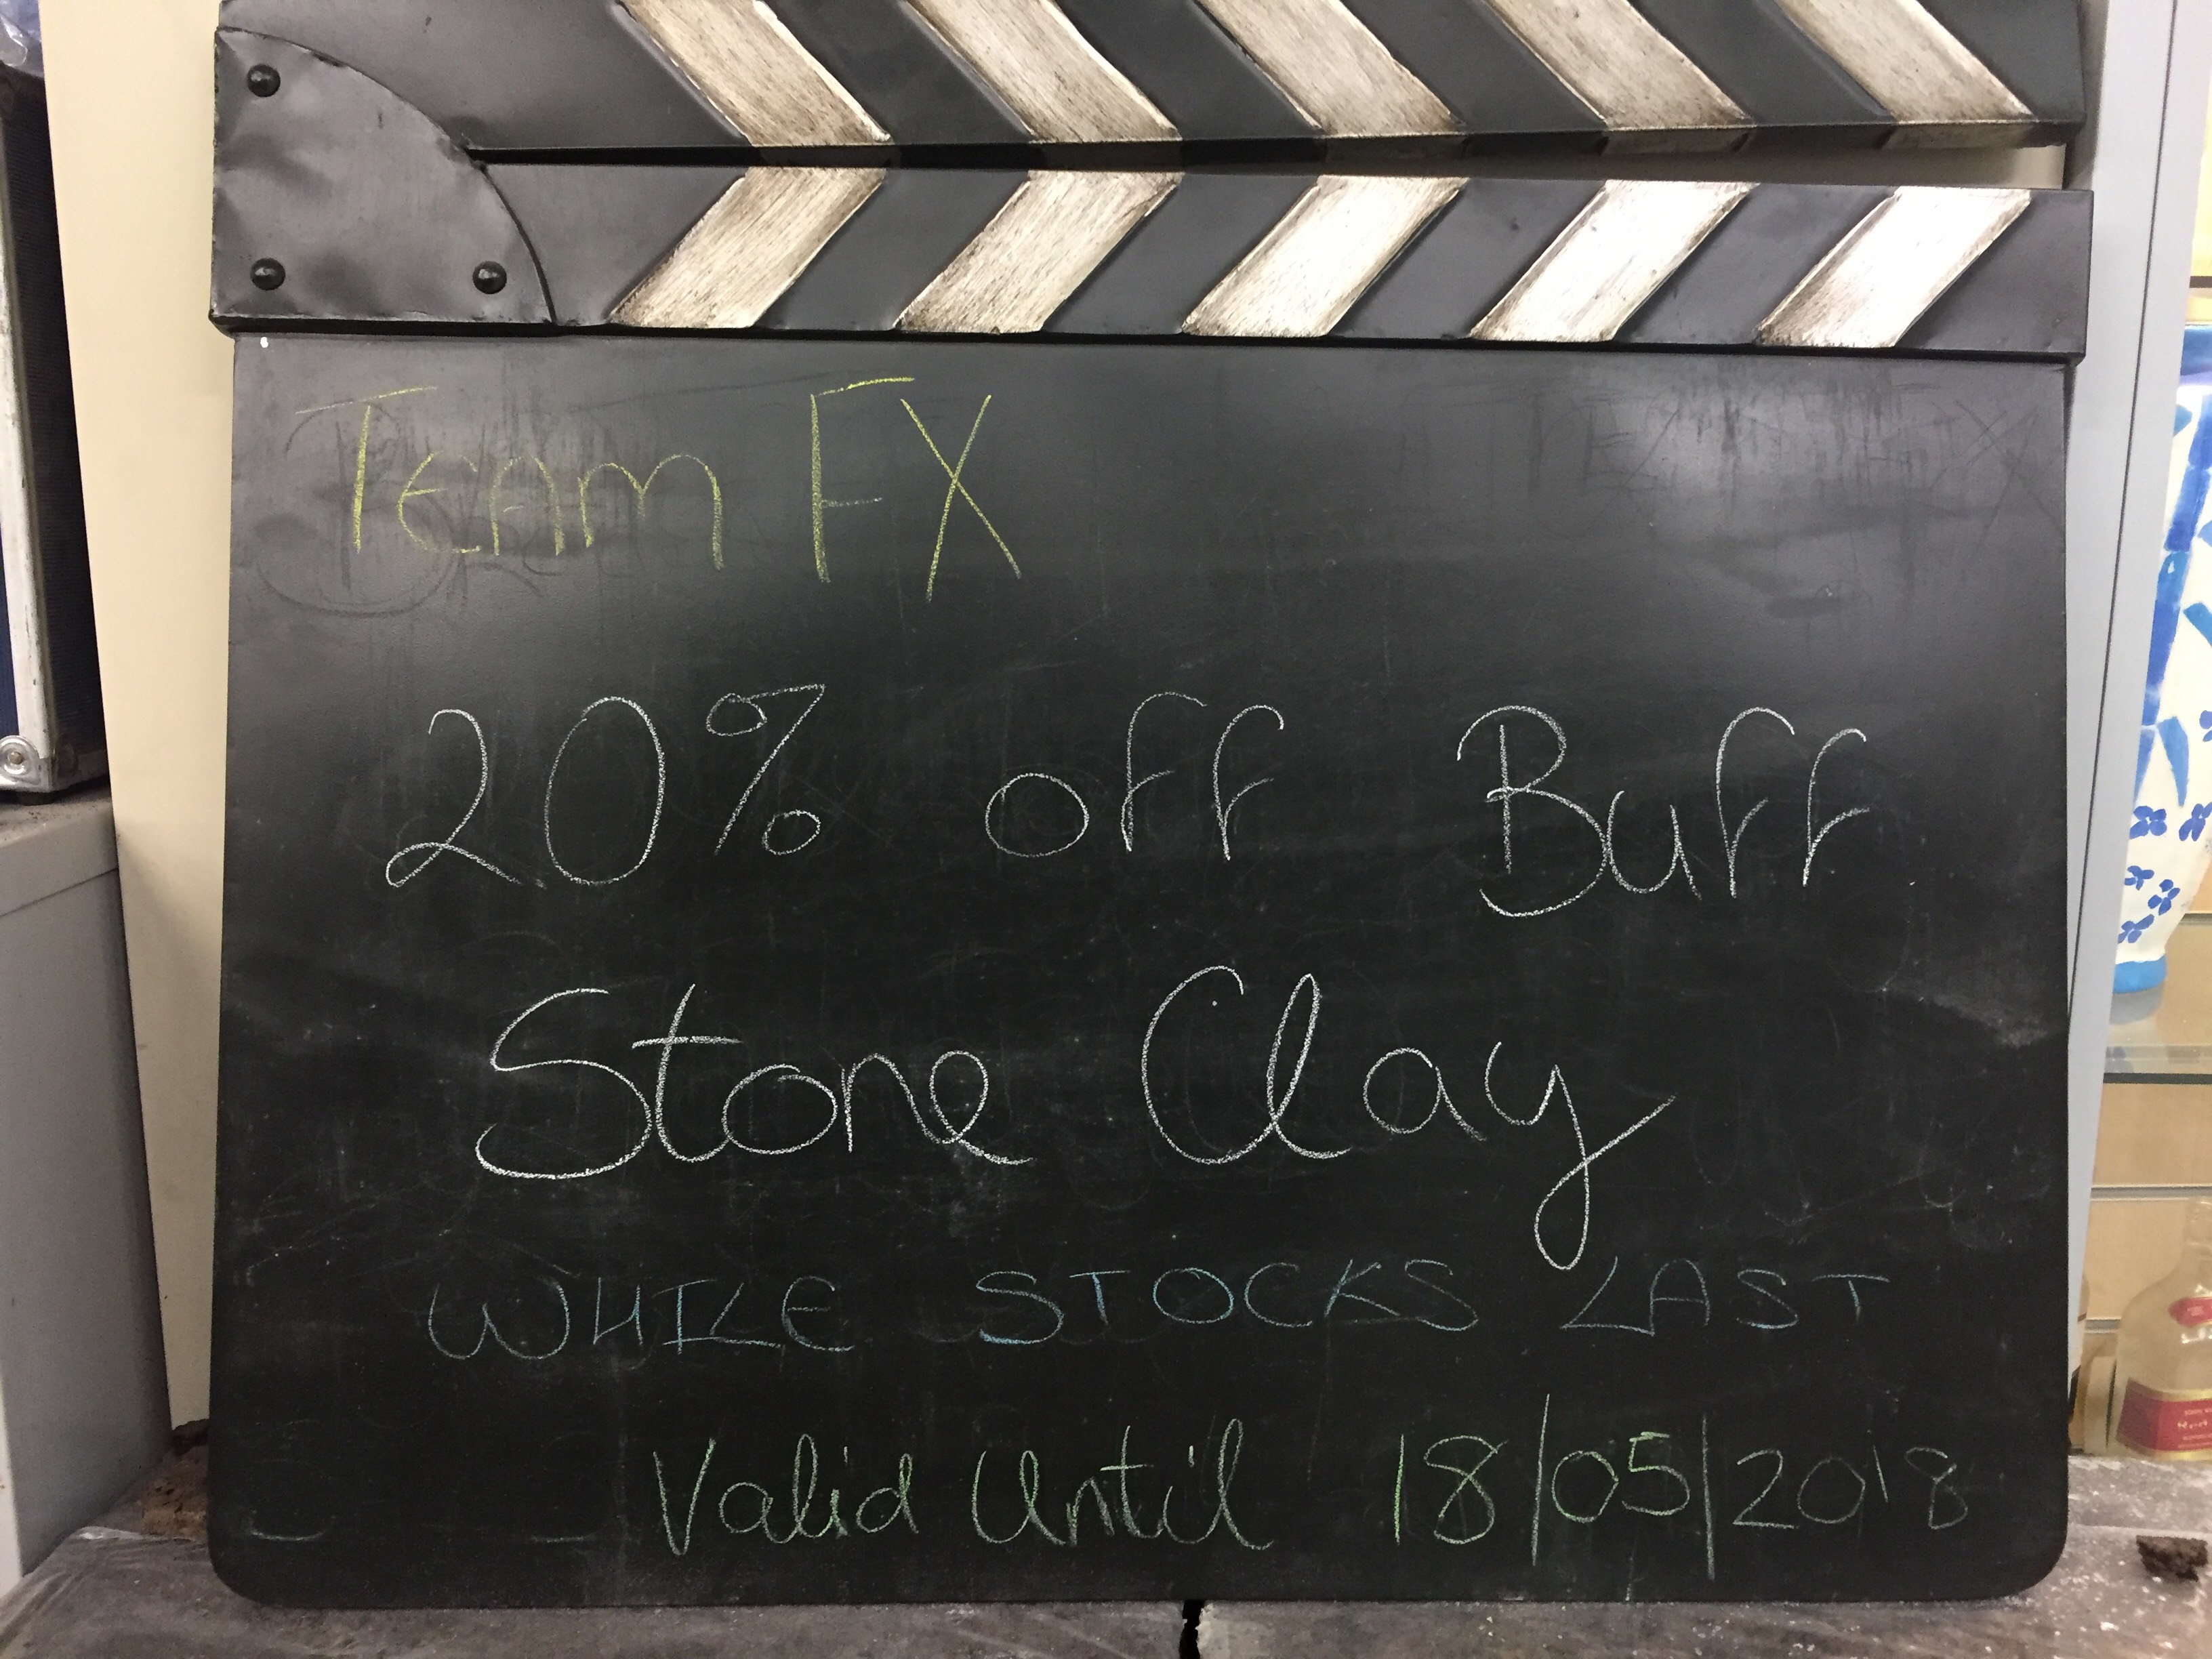 TEAM FX
20% off Buff
Stone Clay
WHILE STOCKS LAST
Valid Until 18/05/2018